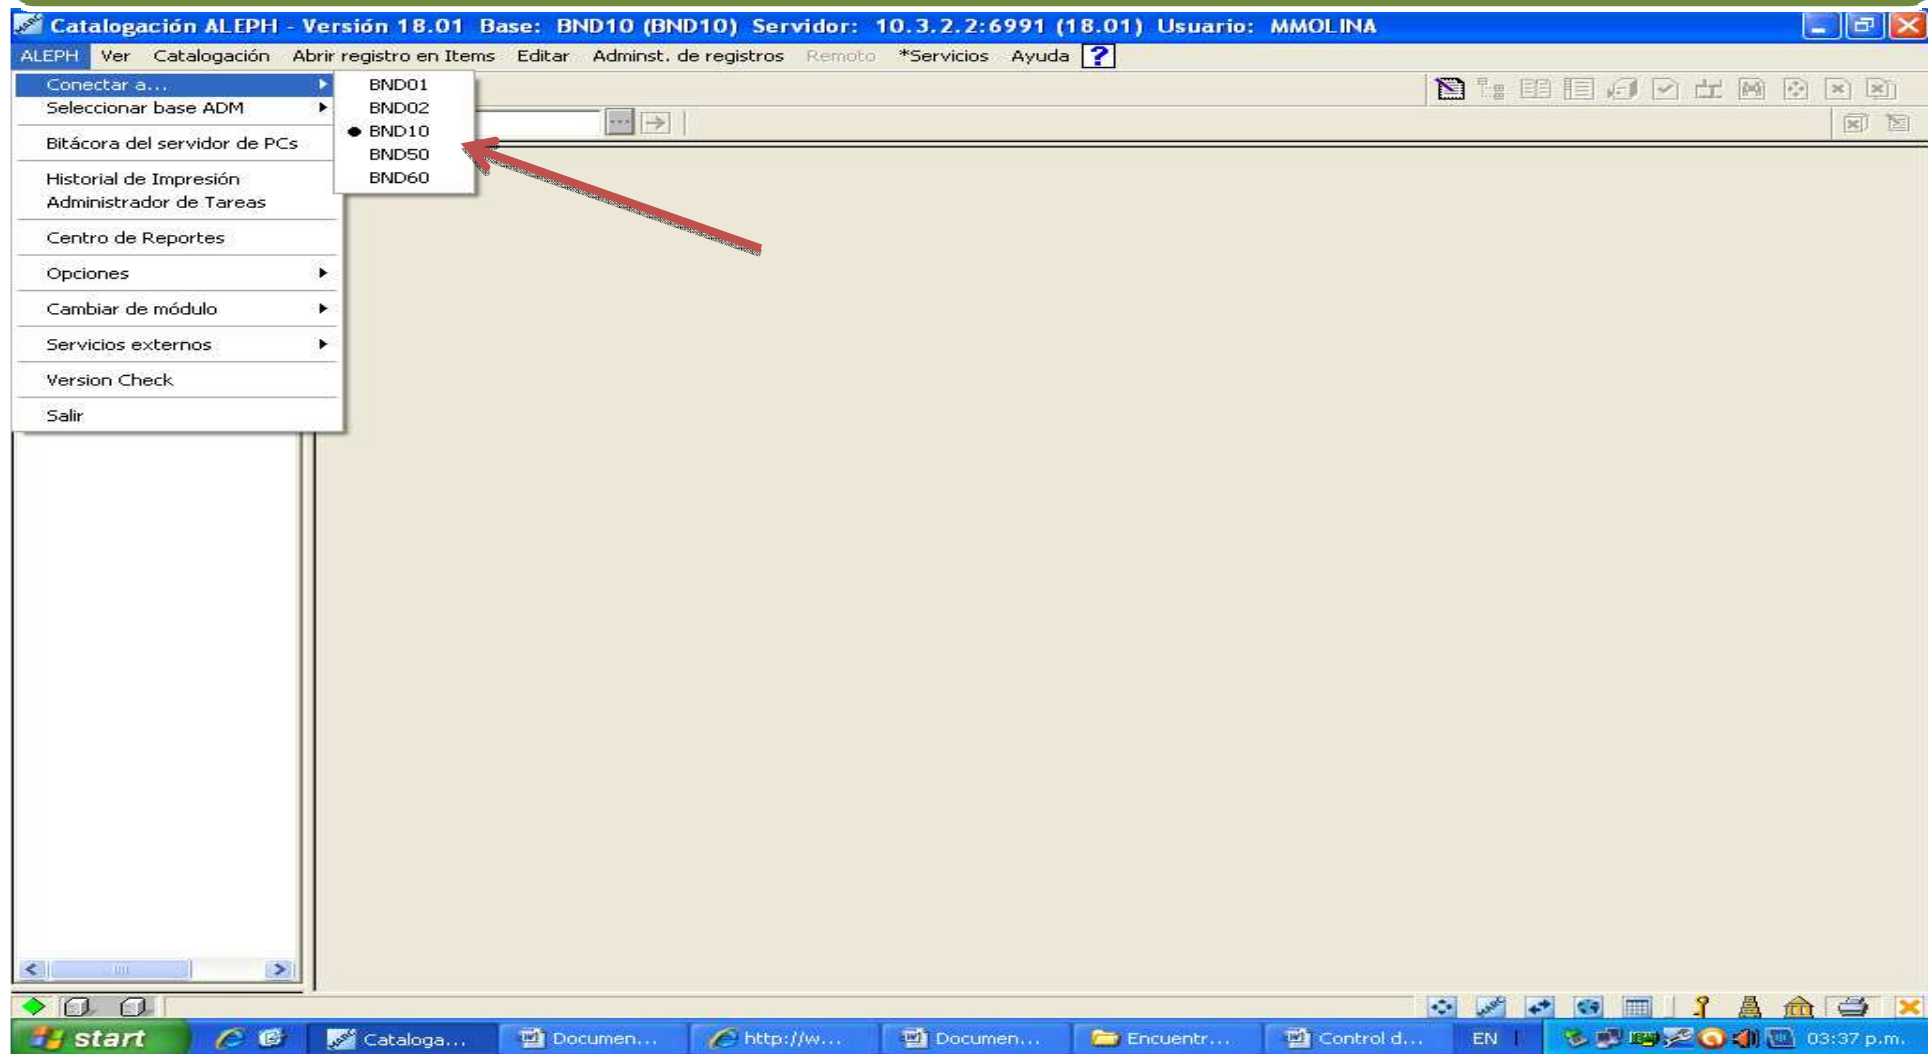 Catalogación ALEPH - Versión 18.01 Base: BND10 (BND10) Servidor: 10.3.2.2:6991 (18.01) Usuario: MMOLINA
ALEPH Ver Catalogación Abrir registro en Items Editar Adminst. de registros Remoto *Servicios Ayuda ?
Conectar a...
Seleccionar base ADM
Bitácora del servidor de PCs
Historial de Impresión
Administrador de Tareas
Centro de Reportes
Opciones
Cambiar de módulo
Servicios externos
Version Check
Salir
BND01
BND02
BND10
BND50
BND60
start Cataloga... Documen... http://w... Documen... Encuentr... Control d... EN 03:37 p.m.